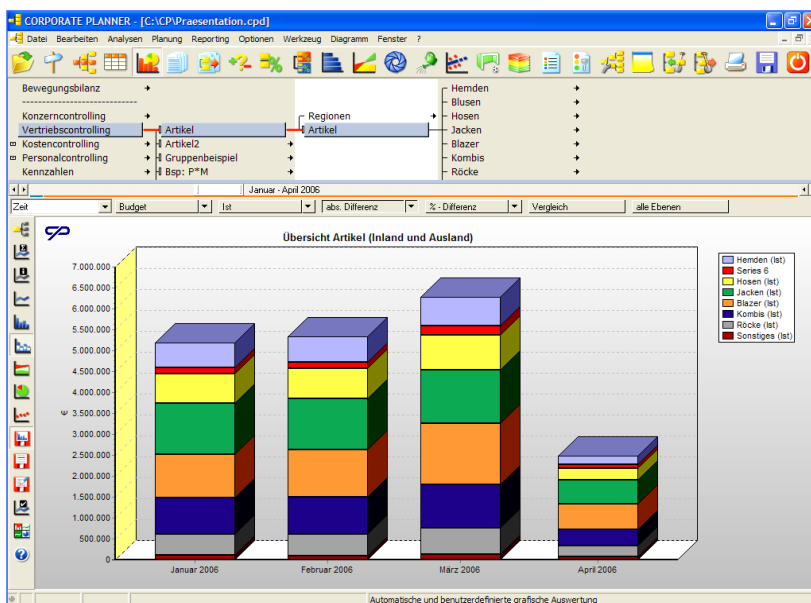 CORPORATE PLANNER - [C:\CP\Praesentation.cpd]
Datei Bearbeiten Analysen Planung Reporting Optionen Werkzeug Diagramm Fenster ?
Bewegungsbilanz
----------------------------
Konzerncontrolling
Vertriebscontrolling
Kostencontrolling
Personalcontrolling
Kennzahlen
Artikel
Artikel2
Gruppenbeispiel
Bsp: P*M
Regionen
Artikel
Hemden
Blusen
Hosen
Jacken
Blazer
Kombis
Röcke
Januar - April 2006
Zeit Budget Ist abs. Differenz % - Differenz Vergleich alle Ebenen
Übersicht Artikel (Inland und Ausland)
7.000.000
6.500.000
6.000.000
5.500.000
5.000.000
4.500.000
4.000.000
3.500.000
3.000.000
2.500.000
2.000.000
1.500.000
1.000.000
500.000
0
€
Januar 2006 Februar 2006 März 2006 April 2006
Hemden (Ist)
Series 6
Hosen (Ist)
Jacken (Ist)
Blazer (Ist)
Kombis (Ist)
Röcke (Ist)
Sonstiges (Ist)
Automatische und benutzerdefinierte grafische Auswertung